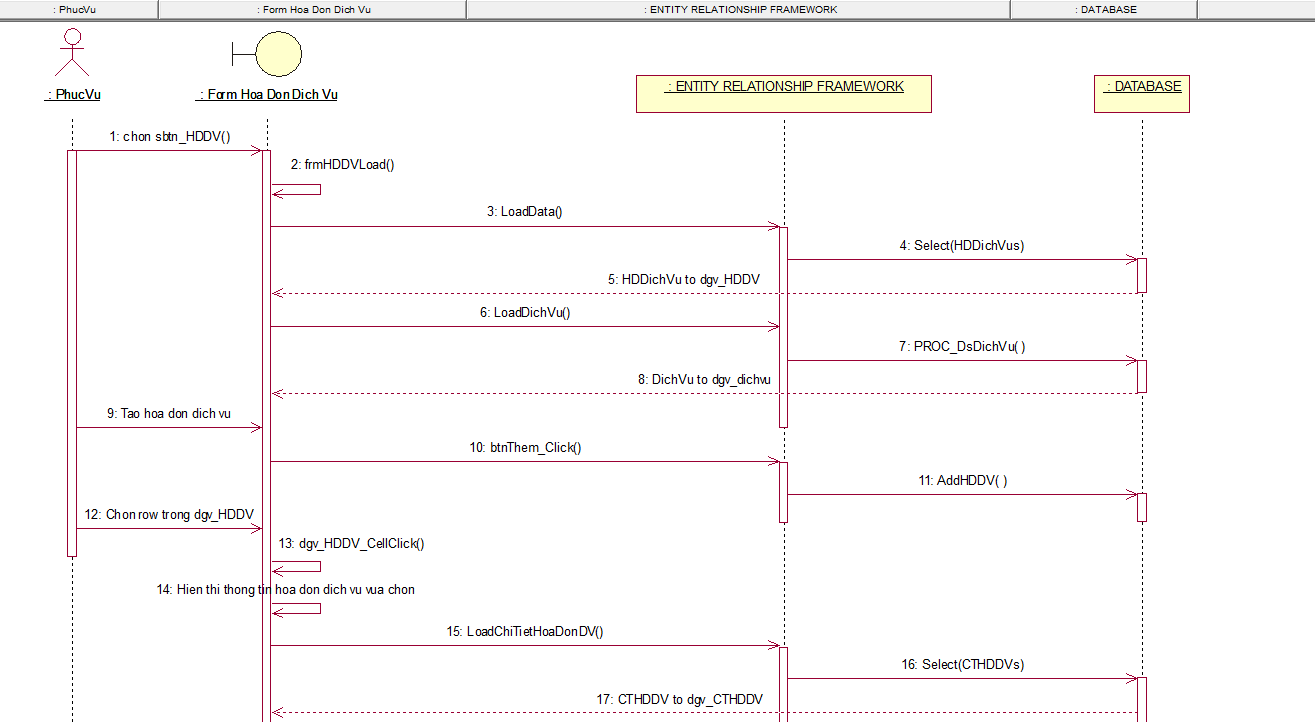 : PhucVu
: Form Hoa Don Dich Vu
: ENTITY RELATIONSHIP FRAMEWORK
: DATABASE
: PhucVu
: Form Hoa Don Dich Vu
: ENTITY RELATIONSHIP FRAMEWORK
: DATABASE
1: chon sbtn_HDDV()
2: frmHDDVLoad()
3: LoadData()
4: Select(HDDichVus)
5: HDDichVu to dgv_HDDV
6: LoadDichVu()
7: PROC_DsDichVu( )
8: DichVu to dgv_dichvu
9: Tao hoa don dich vu
10: btnThem_Click()
11: AddHDDV( )
12: Chon row trong dgv_HDDV
13: dgv_HDDV_CellClick()
14: Hien thi thong tin hoa don dich vu vua chon
15: LoadChiTietHoaDonDV()
16: Select(CTHDDVs)
17: CTHDDV to dgv_CTHDDV